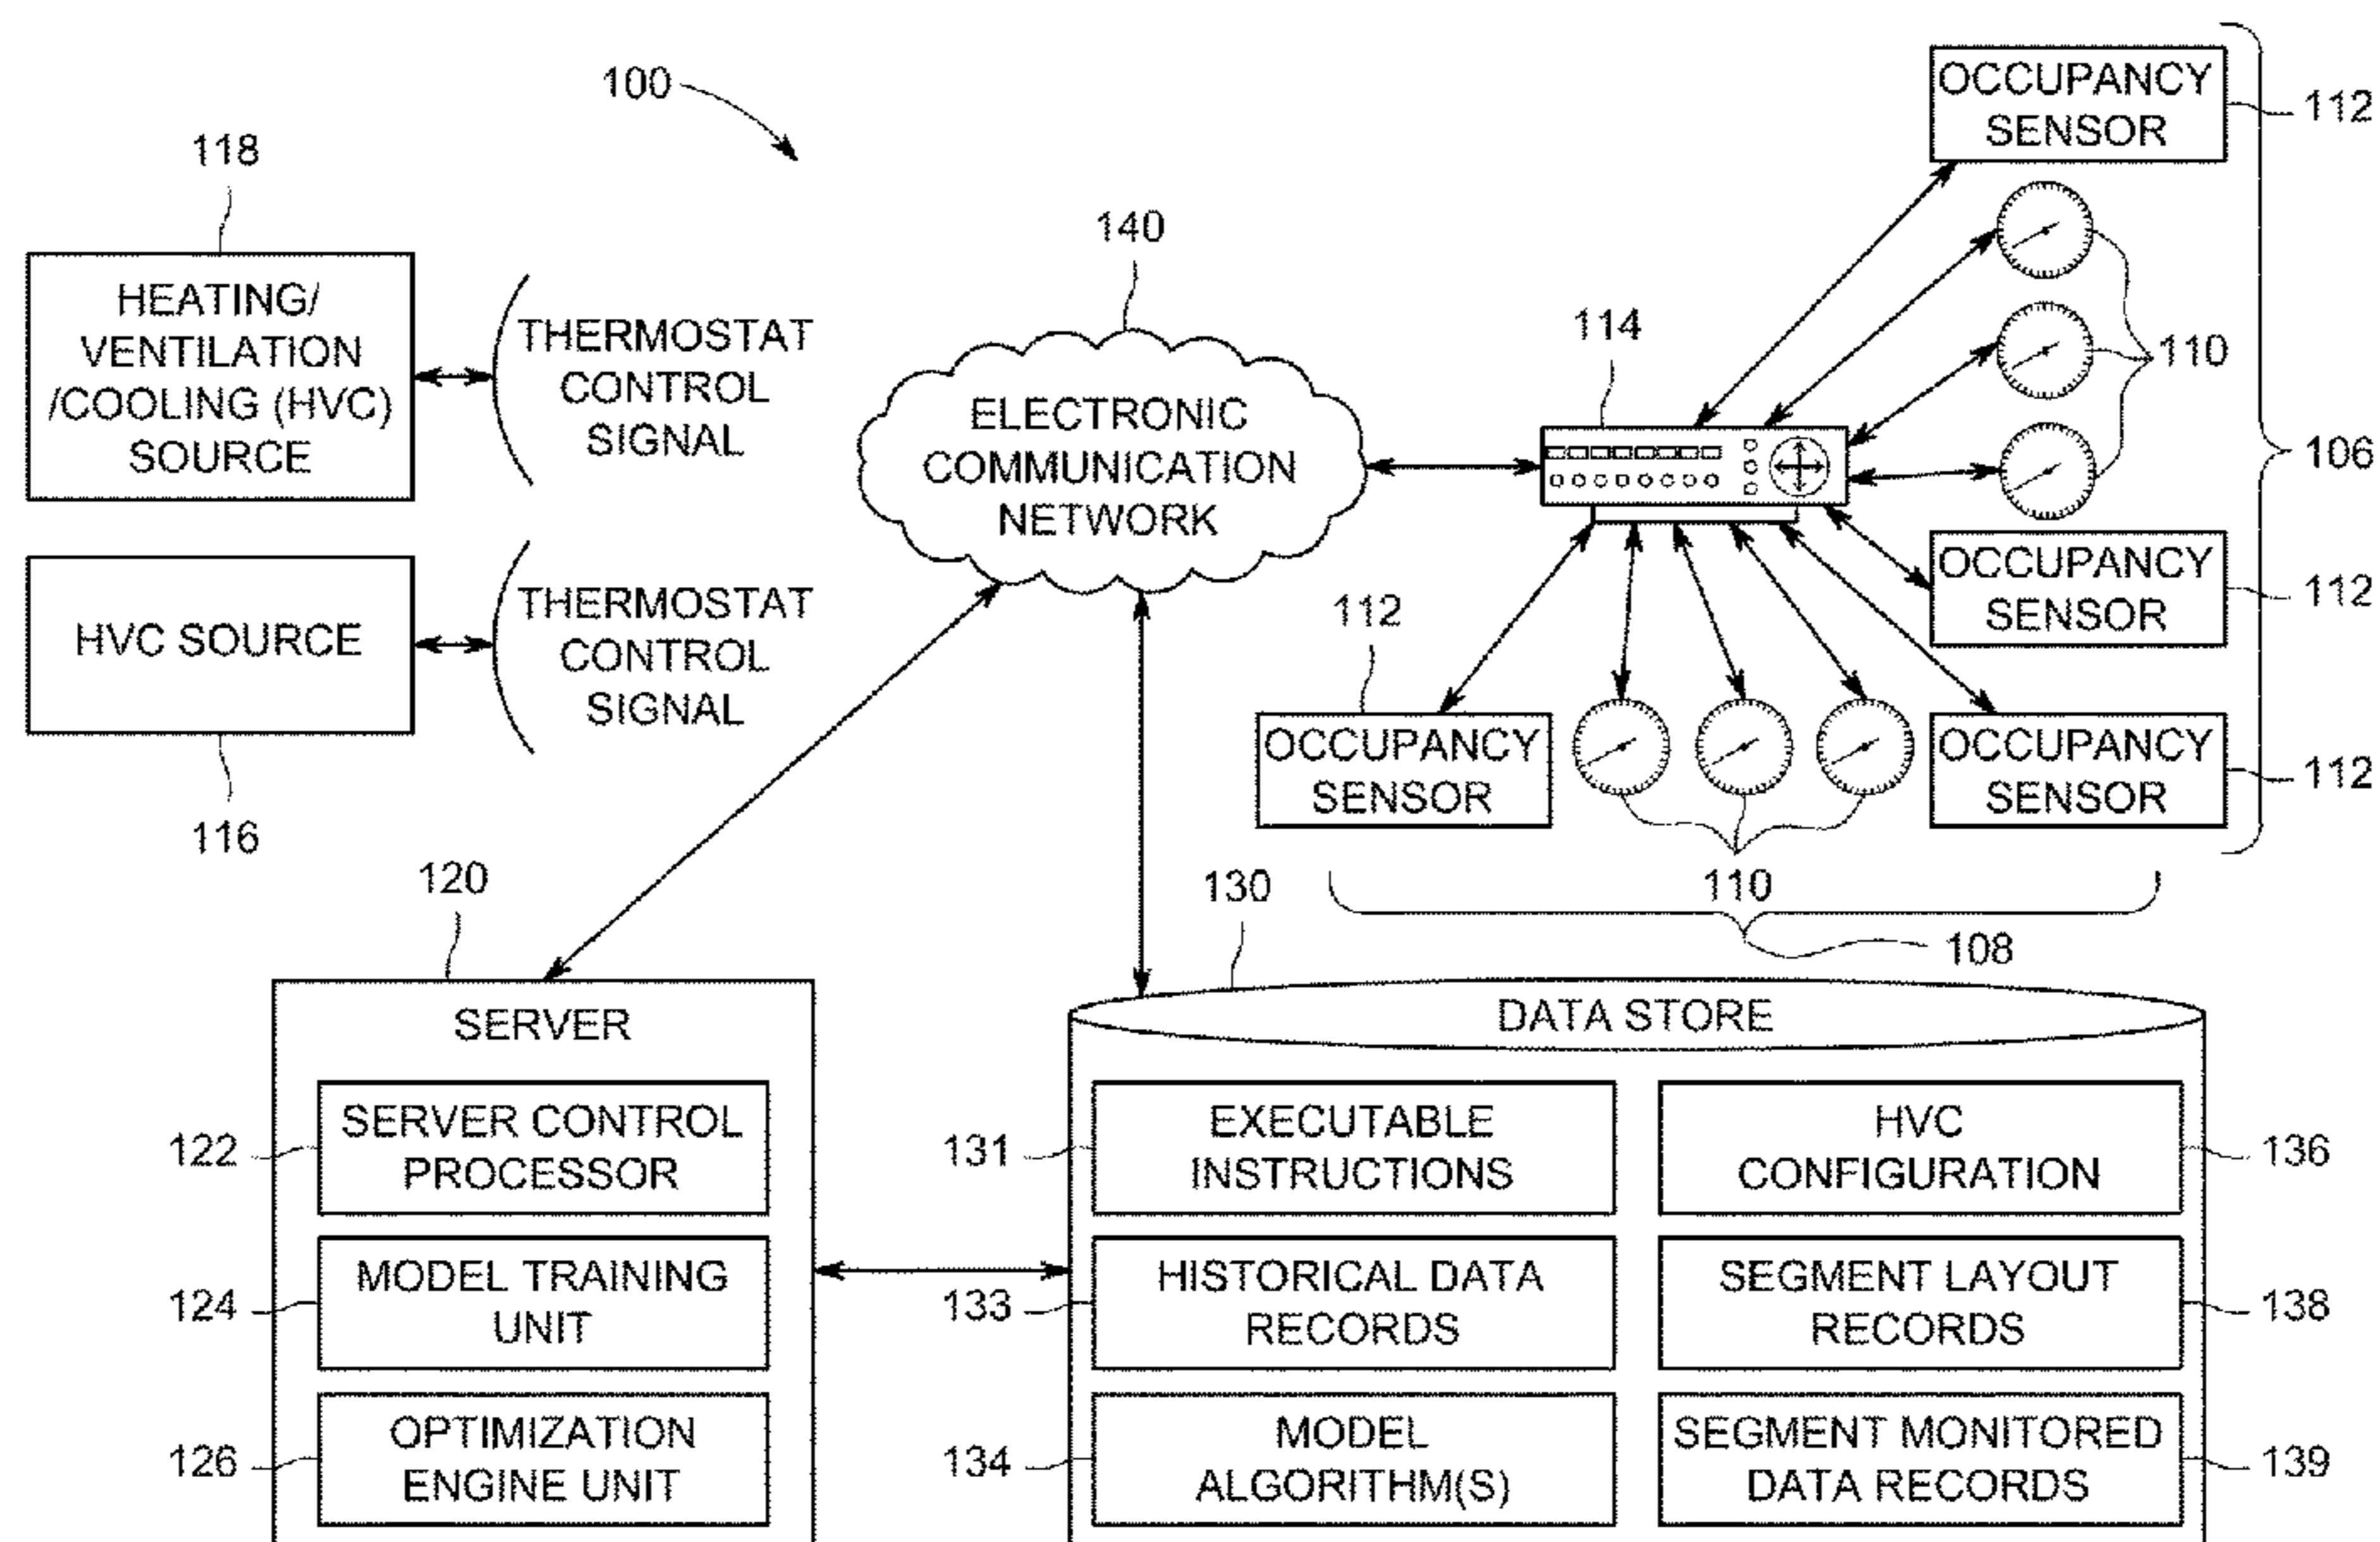 100
118
HEATING/
VENTILATION
/COOLING (HVC)
SOURCE
THERMOSTAT
CONTROL
SIGNAL
HVC SOURCE
THERMOSTAT
CONTROL
SIGNAL
116
140
ELECTRONIC
COMMUNICATION
NETWORK
114
OCCUPANCY
SENSOR
112
110
106
OCCUPANCY
SENSOR
112
112
OCCUPANCY
SENSOR
OCCUPANCY
SENSOR
112
110
108
120
SERVER
122
SERVER CONTROL
PROCESSOR
124
MODEL TRAINING
UNIT
126
OPTIMIZATION
ENGINE UNIT
130
DATA STORE
131
EXECUTABLE
INSTRUCTIONS
HVC
CONFIGURATION
136
133
HISTORICAL DATA
RECORDS
SEGMENT LAYOUT
RECORDS
138
134
MODEL
ALGORITHM(S)
SEGMENT MONITORED
DATA RECORDS
139